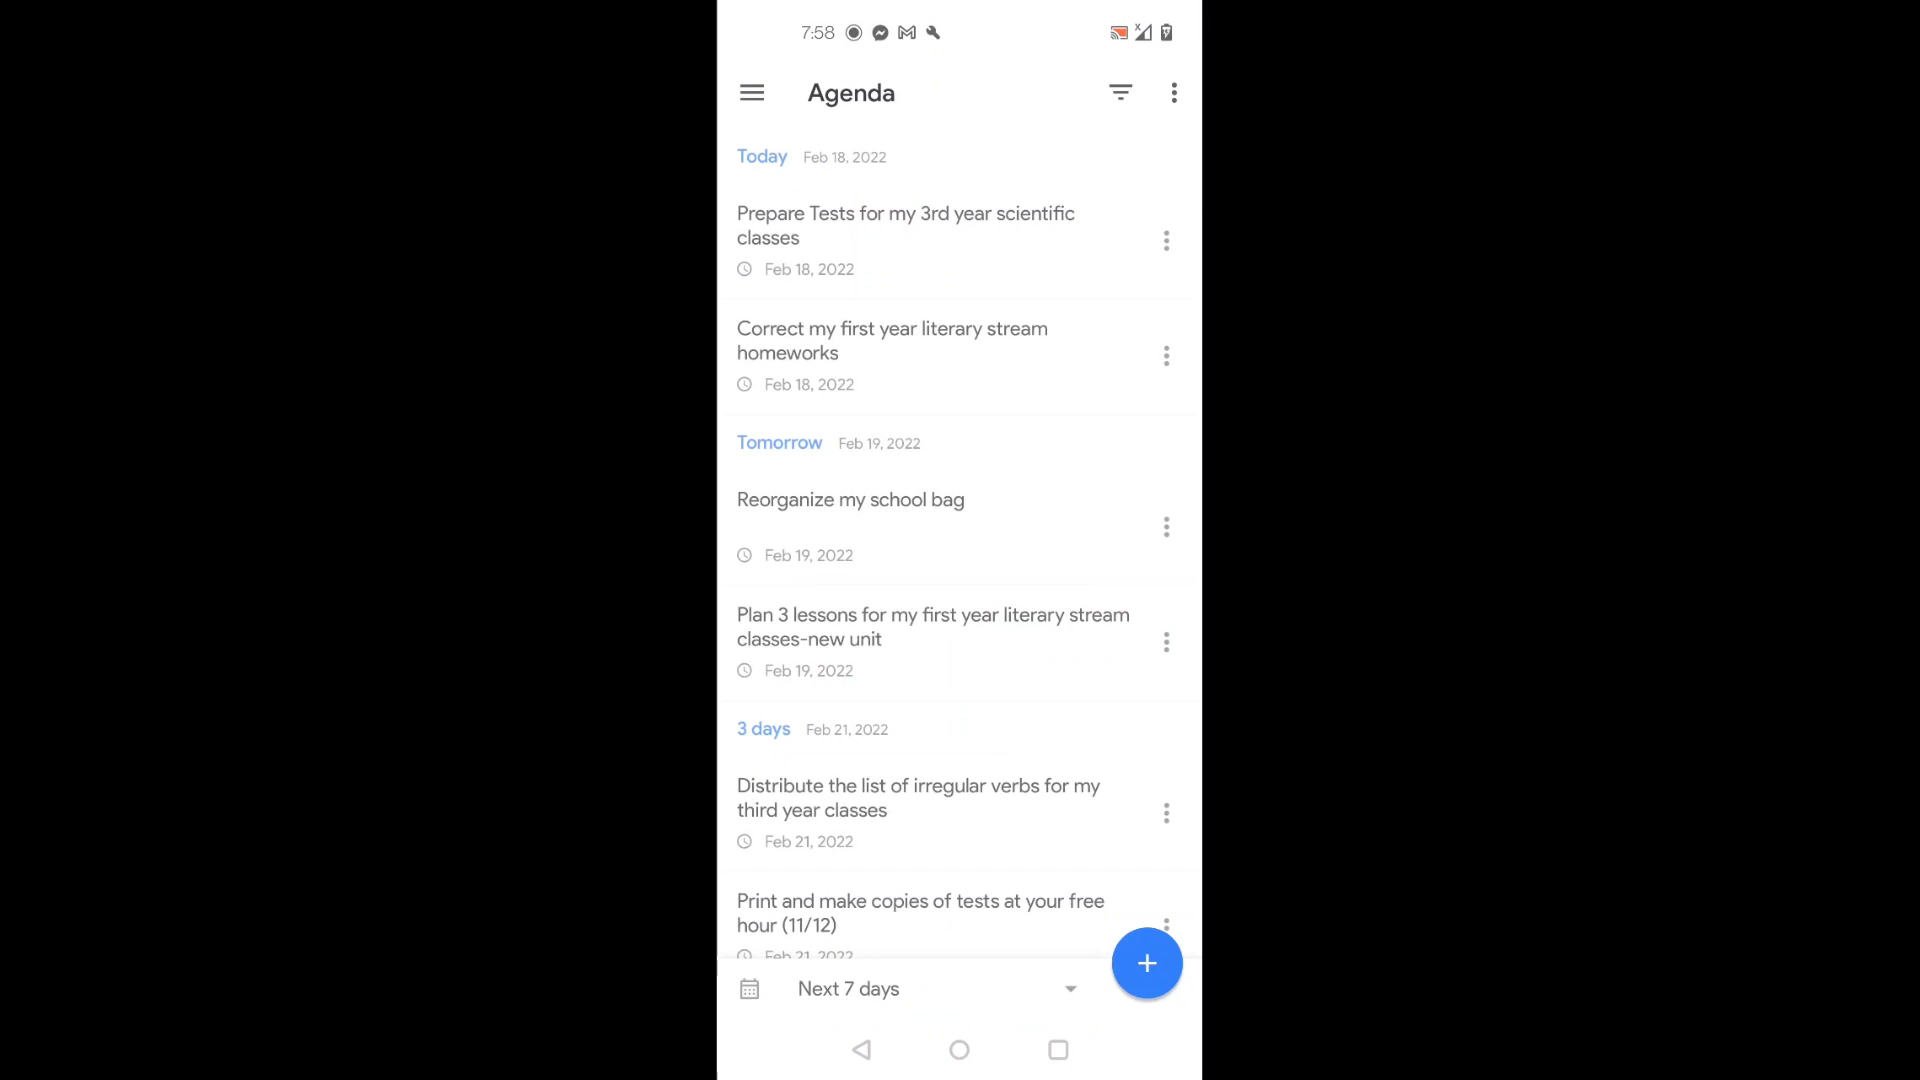 7:58
Agenda
Today Feb 18, 2022
Prepare Tests for my 3rd year scientific
classes
Feb 18, 2022
Correct my first year literary stream
homeworks
Feb 18, 2022
Tomorrow Feb 19, 2022
Reorganize my school bag
Feb 19, 2022
Plan 3 lessons for my first year literary stream
classes-new unit
Feb 19, 2022
3 days Feb 21, 2022
Distribute the list of irregular verbs for my
third year classes
Feb 21, 2022
Print and make copies of tests at your free
hour (11/12)
Feb 21, 2022
Next 7 days